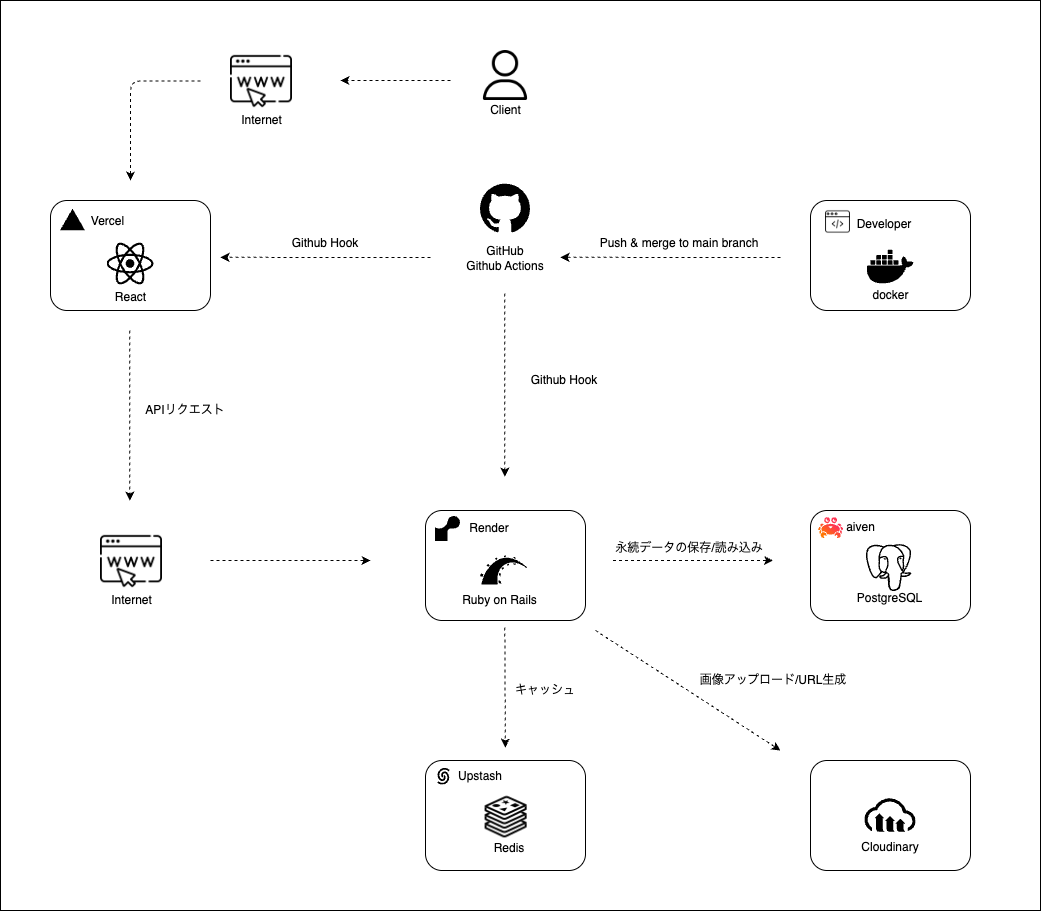 WWW
Internet
Client
Vercel
React
Github Hook
GitHub
Github Actions
Push & merge to main branch
</>
Developer
docker
Github Hook
APIリクエスト
WWW
Internet
Render
Ruby on Rails
永続データの保存/読み込み
aiven
PostgreSQL
キャッシュ
画像アップロード/URL生成
Upstash
Redis
Cloudinary